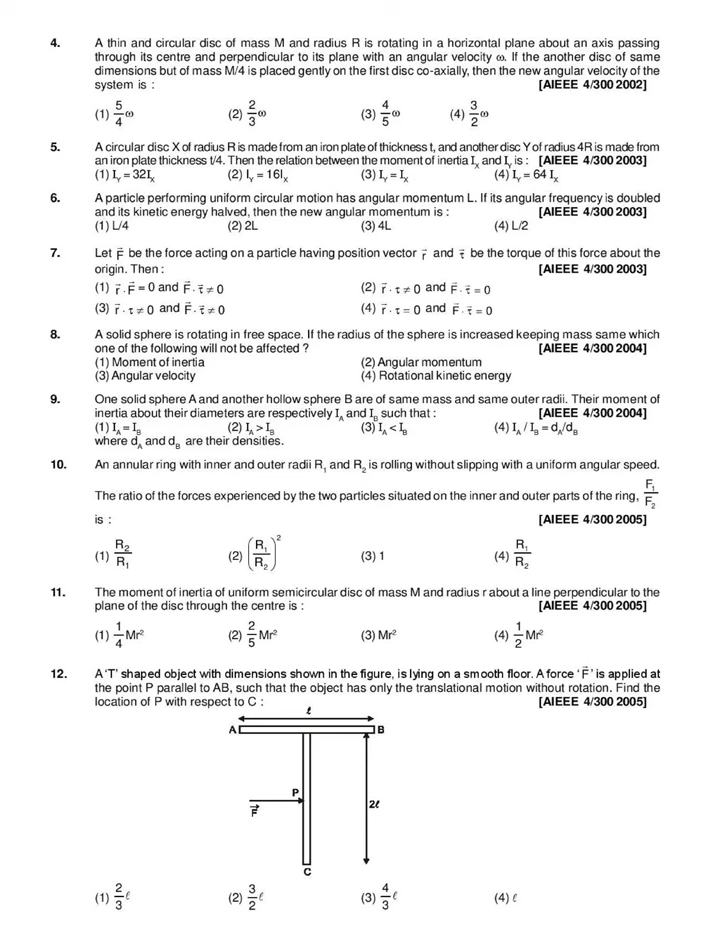 4. A thin and circular disc of mass M and radius R is rotating in a horizontal plane about an axis passing
through its centre and perpendicular to its plane with an angular velocity ω. If the another disc of same
dimensions but of mass M/4 is placed gently on the first disc co-axially, then the new angular velocity of the
system is : [AIEEE 4/300 2002]
(1) 5/4 ω (2) 2/3 ω (3) 4/5 ω (4) 3/2 ω
5. A circular disc X of radius R is made from an iron plate of thickness t, and another disc Y of radius 4R is made from
an iron plate thickness t/4. Then the relation between the moment of inertia I_X and I_Y is : [AIEEE 4/300 2003]
(1) I_Y = 32I_X (2) I_Y = 16I_X (3) I_Y = I_X (4) I_Y = 64 I_X
6. A particle performing uniform circular motion has angular momentum L. If its angular frequency is doubled
and its kinetic energy halved, then the new angular momentum is : [AIEEE 4/300 2003]
(1) L/4 (2) 2L (3) 4L (4) L/2
7. Let F⃗ be the force acting on a particle having position vector r⃗ and τ⃗ be the torque of this force about the
origin. Then : [AIEEE 4/300 2003]
(1) r⃗ . F⃗ = 0 and F⃗ · τ⃗ ≠ 0 (2) r⃗ · τ ≠ 0 and F⃗ · τ⃗ = 0
(3) r⃗ · τ ≠ 0 and F⃗ · τ⃗ ≠ 0 (4) r⃗ · τ = 0 and F⃗ · τ⃗ = 0
8. A solid sphere is rotating in free space. If the radius of the sphere is increased keeping mass same which
one of the following will not be affected ? [AIEEE 4/300 2004]
(1) Moment of inertia (2) Angular momentum
(3) Angular velocity (4) Rotational kinetic energy
9. One solid sphere A and another hollow sphere B are of same mass and same outer radii. Their moment of
inertia about their diameters are respectively I_A and I_B such that : [AIEEE 4/300 2004]
(1) I_A = I_B (2) I_A > I_B (3) I_A < I_B (4) I_A / I_B = d_A/d_B
where d_A and d_B are their densities.
10. An annular ring with inner and outer radii R₁ and R₂ is rolling without slipping with a uniform angular speed.
The ratio of the forces experienced by the two particles situated on the inner and outer parts of the ring, F₁/F₂
is : [AIEEE 4/300 2005]
(1) R₂/R₁ (2) (R₁/R₂)² (3) 1 (4) R₁/R₂
11. The moment of inertia of uniform semicircular disc of mass M and radius r about a line perpendicular to the
plane of the disc through the centre is : [AIEEE 4/300 2005]
(1) 1/4 Mr² (2) 2/5 Mr² (3) Mr² (4) 1/2 Mr²
12. A ‘T’ shaped object with dimensions shown in the figure, is lying on a smooth floor. A force ‘F⃗’ is applied at
the point P parallel to AB, such that the object has only the translational motion without rotation. Find the
location of P with respect to C : [AIEEE 4/300 2005]
ℓ
A B
P
F⃗
2ℓ
C
(1) 2/3 ℓ (2) 3/2 ℓ (3) 4/3 ℓ (4) ℓ